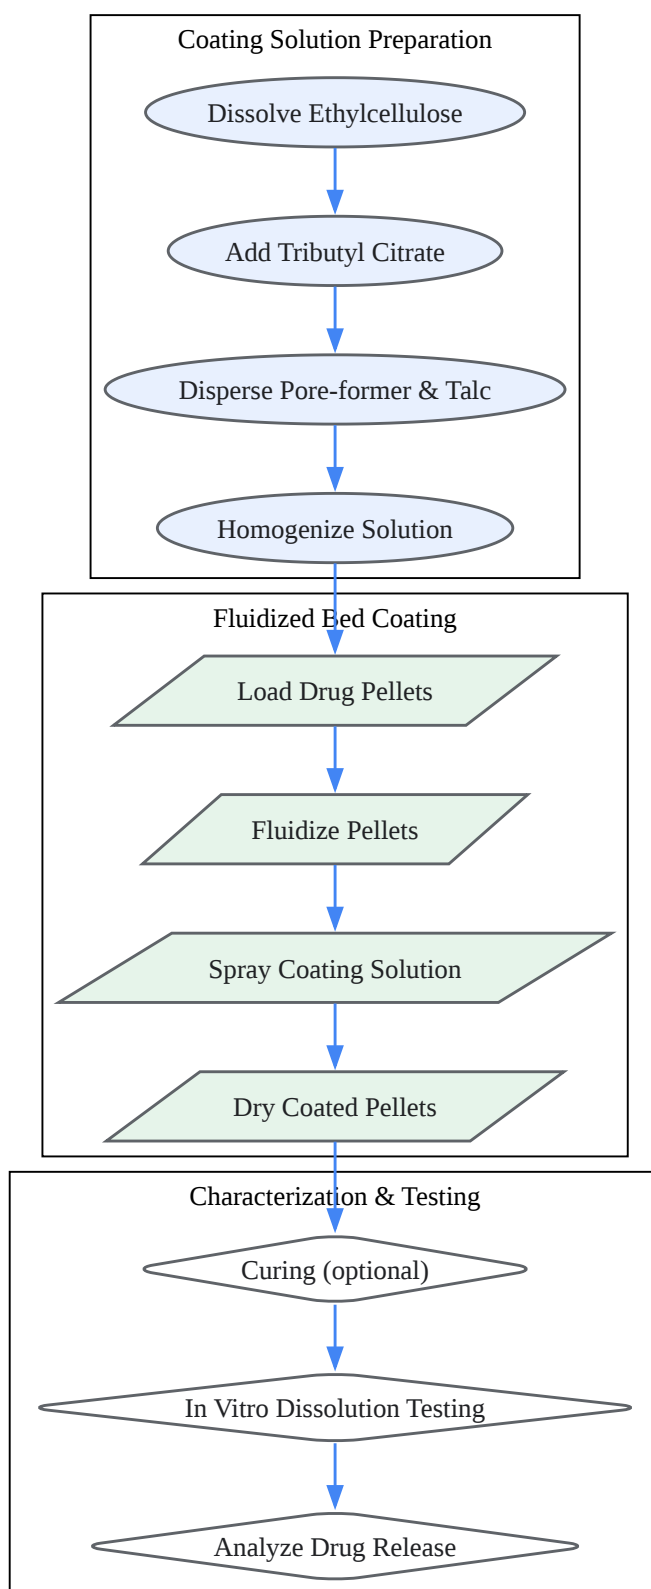 Coating Solution Preparation
Dissolve Ethylcellulose
Add Tributyl Citrate
Disperse Pore-former & Talc
Homogenize Solution
Fluidized Bed Coating
Load Drug Pellets
Fluidize Pellets
Spray Coating Solution
Dry Coated Pellets
Characterization & Testing
Curing (optional)
In Vitro Dissolution Testing
Analyze Drug Release